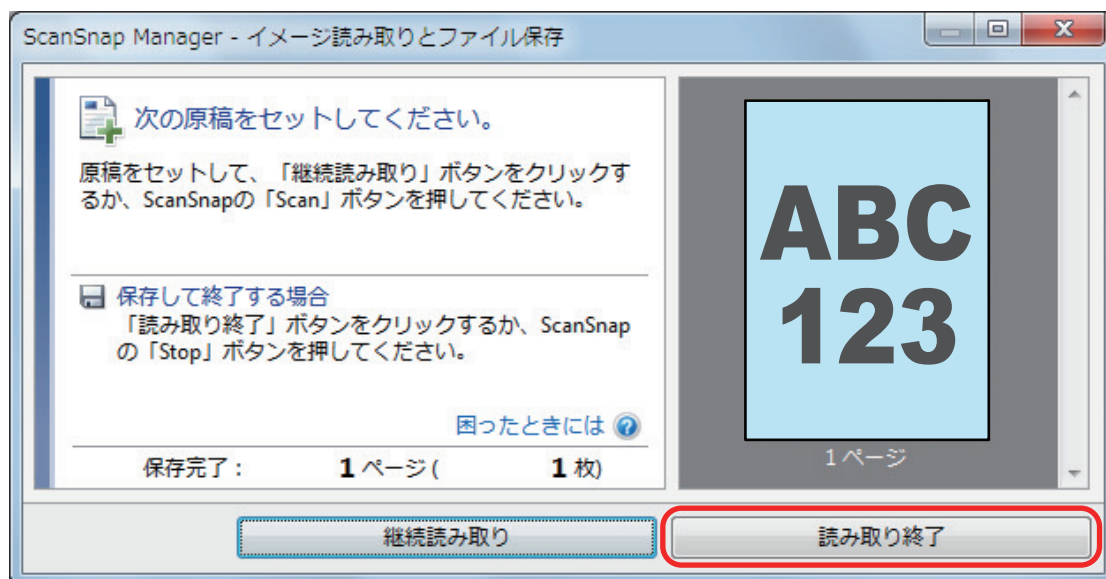 ScanSnap Manager - イメージ読み取りとファイル保存
次の原稿をセットしてください。
原稿をセットして、「継続読み取り」ボタンをクリックす
るか、ScanSnapの「Scan」ボタンを押してください。
保存して終了する場合
「読み取り終了」ボタンをクリックするか、ScanSnap
の「Stop」ボタンを押してください。
困ったときには
保存完了： 1 ページ ( 1 枚)
ABC
123
1 ページ
継続読み取り
読み取り終了